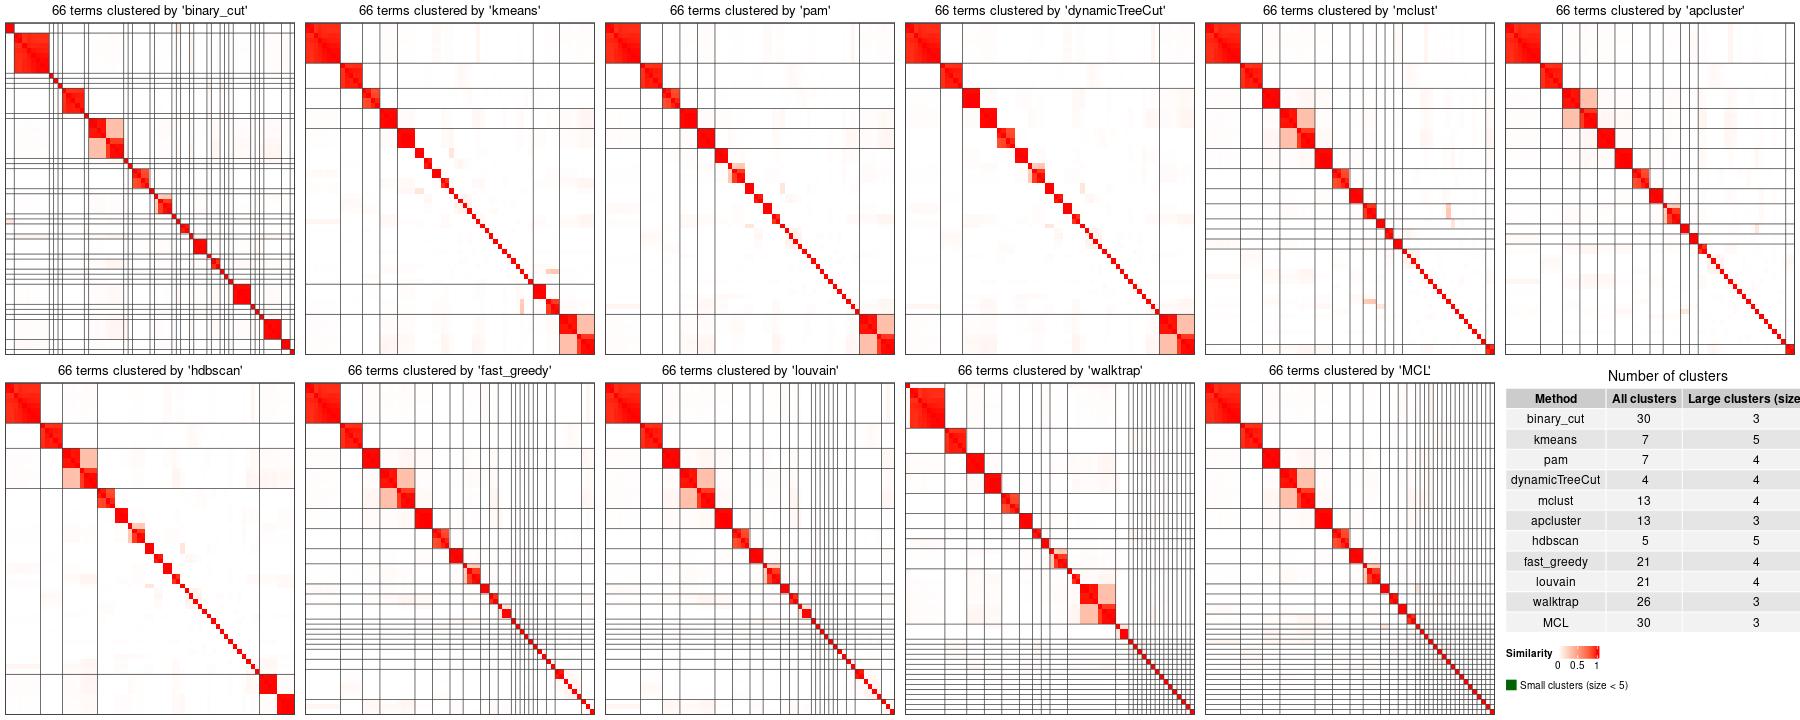 66 terms clustered by 'binary_cut'
66 terms clustered by 'kmeans'
66 terms clustered by 'pam'
66 terms clustered by 'dynamicTreeCut'
66 terms clustered by 'mclust'
66 terms clustered by 'apcluster'
66 terms clustered by 'hdbscan'
66 terms clustered by 'fast_greedy'
66 terms clustered by 'louvain'
66 terms clustered by 'walktrap'
66 terms clustered by 'MCL'
Number of clusters
Method All clusters Large clusters (size
binary_cut 30 3
kmeans 7 5
pam 7 4
dynamicTreeCut 4 4
mclust 13 4
apcluster 13 3
hdbscan 5 5
fast_greedy 21 4
louvain 21 4
walktrap 26 3
MCL 30 3
Similarity
0 0.5 1
Small clusters (size < 5)